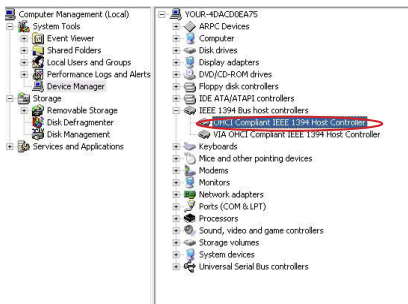 Computer Management (Local)
System Tools
Event Viewer
Shared Folders
Local Users and Groups
Performance Logs and Alerts
Device Manager
Storage
Removable Storage
Disk Defragmenter
Disk Management
Services and Applications
YOUR-4DACD0EA75
ARPC Devices
Computer
Disk drives
Display adapters
DVD/CD-ROM drives
Floppy disk controllers
IDE ATA/ATAPI controllers
IEEE 1394 Bus host controllers
OHCI Compliant IEEE 1394 Host Controller
VIA OHCI Compliant IEEE 1394 Host Controller
Keyboards
Mice and other pointing devices
Modems
Monitors
Network adapters
Ports (COM & LPT)
Processors
Sound, video and game controllers
Storage volumes
System devices
Universal Serial Bus controllers